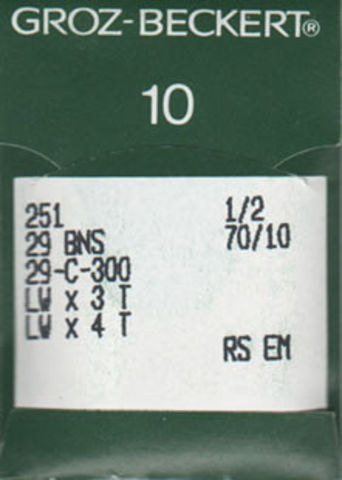 GROZ-BECKERT®
10
251 1/2
29 BNS 70/10
29-C-300
LW x 3 T
LW x 4 T RS EM